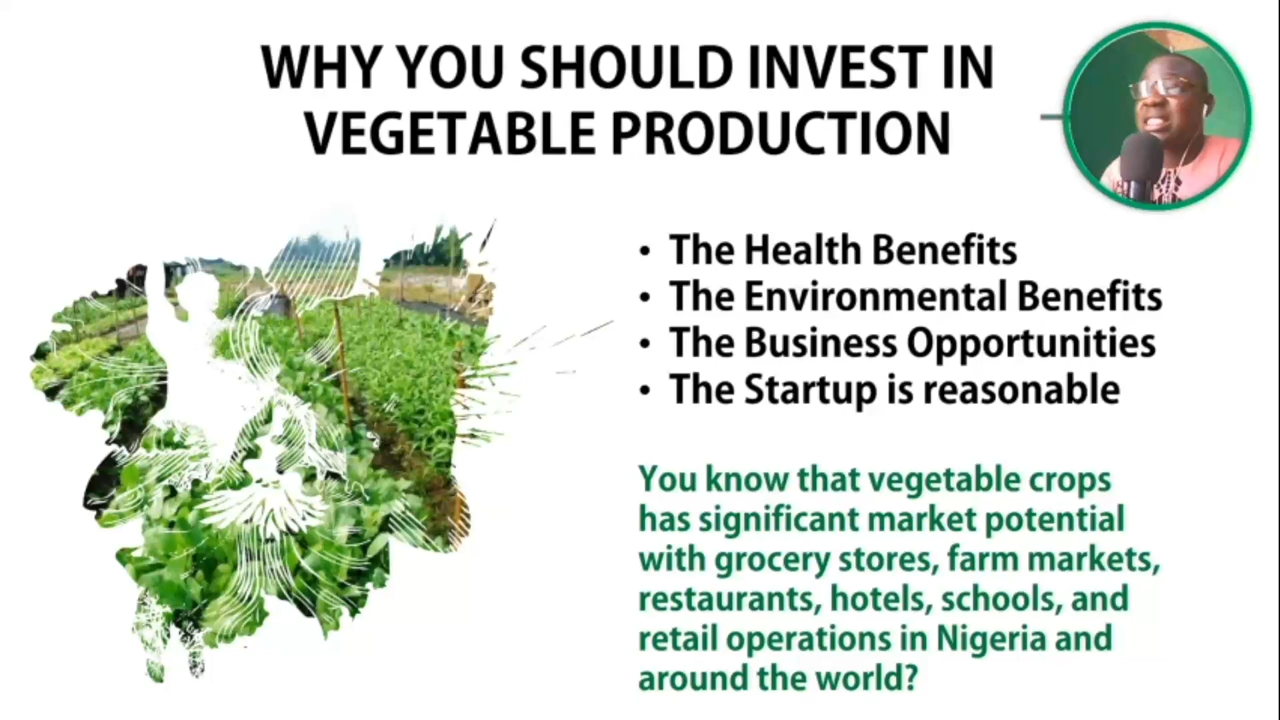 WHY YOU SHOULD INVEST IN
VEGETABLE PRODUCTION
• The Health Benefits
• The Environmental Benefits
• The Business Opportunities
• The Startup is reasonable
You know that vegetable crops
has significant market potential
with grocery stores, farm markets,
restaurants, hotels, schools, and
retail operations in Nigeria and
around the world?